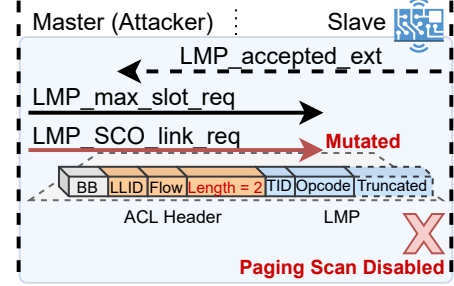 Master (Attacker)
Slave
LMP_accepted_ext
LMP_max_slot_req
LMP_SCO_link_req
Mutated
BB LLID Flow Length = 2 TID Opcode Truncated
ACL Header
LMP
Paging Scan Disabled